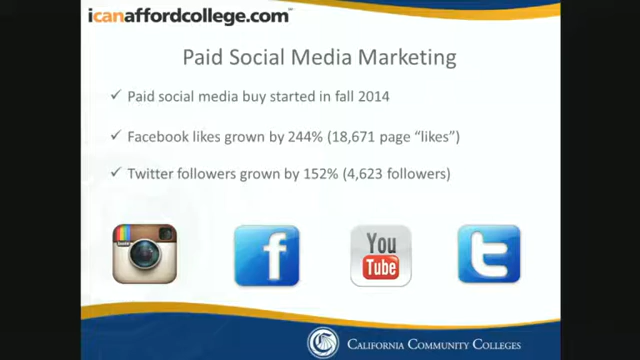 icanaffordcollege.com
Paid Social Media Marketing
✓ Paid social media buy started in fall 2014
✓ Facebook likes grown by 244% (18,671 page “likes”)
✓ Twitter followers grown by 152% (4,623 followers)
You
Tube
CALIFORNIA COMMUNITY COLLEGES